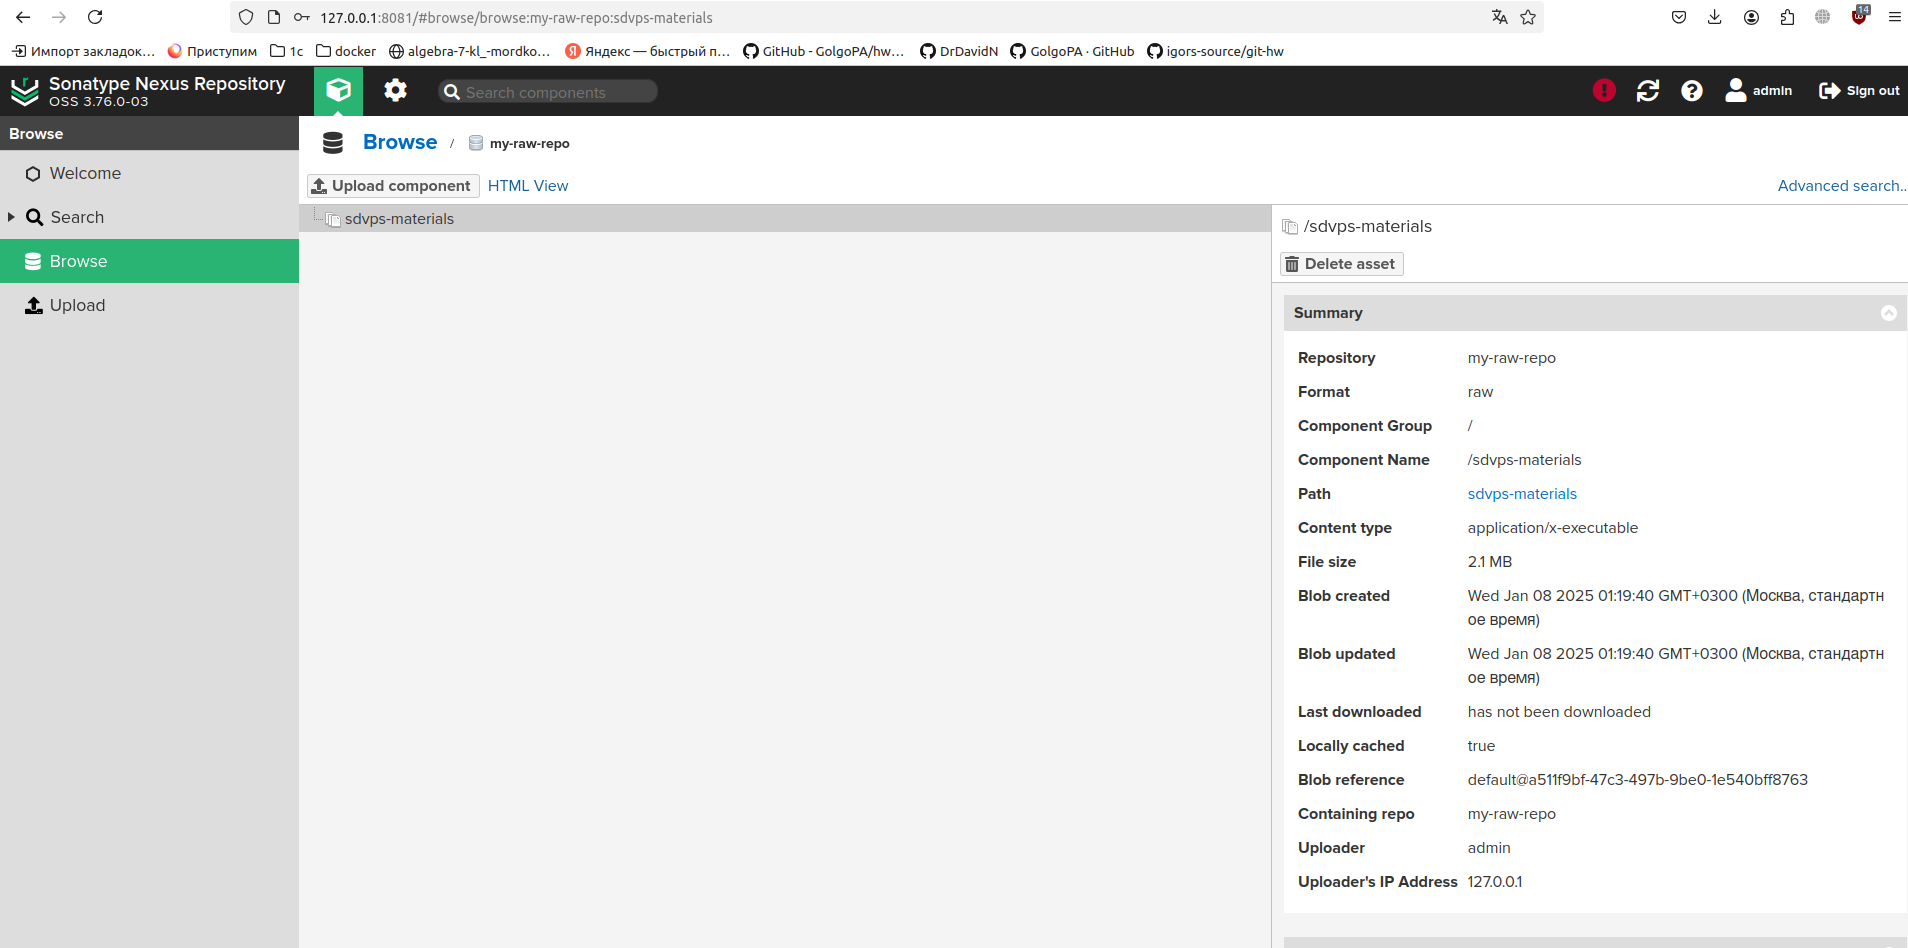 127.0.0.1:8081/#browse/browse:my-raw-repo:sdvps-materials
14
Импорт закладок… Приступим 1c docker algebra-7-kl_-mordko… Яндекс — быстрый п… GitHub - GolgoPA/hw… DrDavidN GolgoPA · GitHub igors-source/git-hw
Sonatype Nexus Repository
OSS 3.76.0-03
Search components
admin
Sign out
Browse
Welcome
Search
Browse
Upload
Browse / my-raw-repo
Upload component HTML View Advanced search..
sdvps-materials
/sdvps-materials
Delete asset
Summary
Repository my-raw-repo
Format raw
Component Group /
Component Name /sdvps-materials
Path sdvps-materials
Content type application/x-executable
File size 2.1 MB
Blob created Wed Jan 08 2025 01:19:40 GMT+0300 (Москва, стандартн
ое время)
Blob updated Wed Jan 08 2025 01:19:40 GMT+0300 (Москва, стандартн
ое время)
Last downloaded has not been downloaded
Locally cached true
Blob reference default@a511f9bf-47c3-497b-9be0-1e540bff8763
Containing repo my-raw-repo
Uploader admin
Uploader's IP Address 127.0.0.1